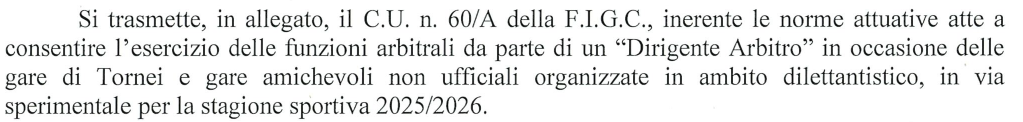 Si trasmette, in allegato, il C.U. n. 60/A della F.I.G.C., inerente le norme attuative atte a
consentire l'esercizio delle funzioni arbitrali da parte di un “Dirigente Arbitro” in occasione delle
gare di Tornei e gare amichevoli non ufficiali organizzate in ambito dilettantistico, in via
sperimentale per la stagione sportiva 2025/2026.